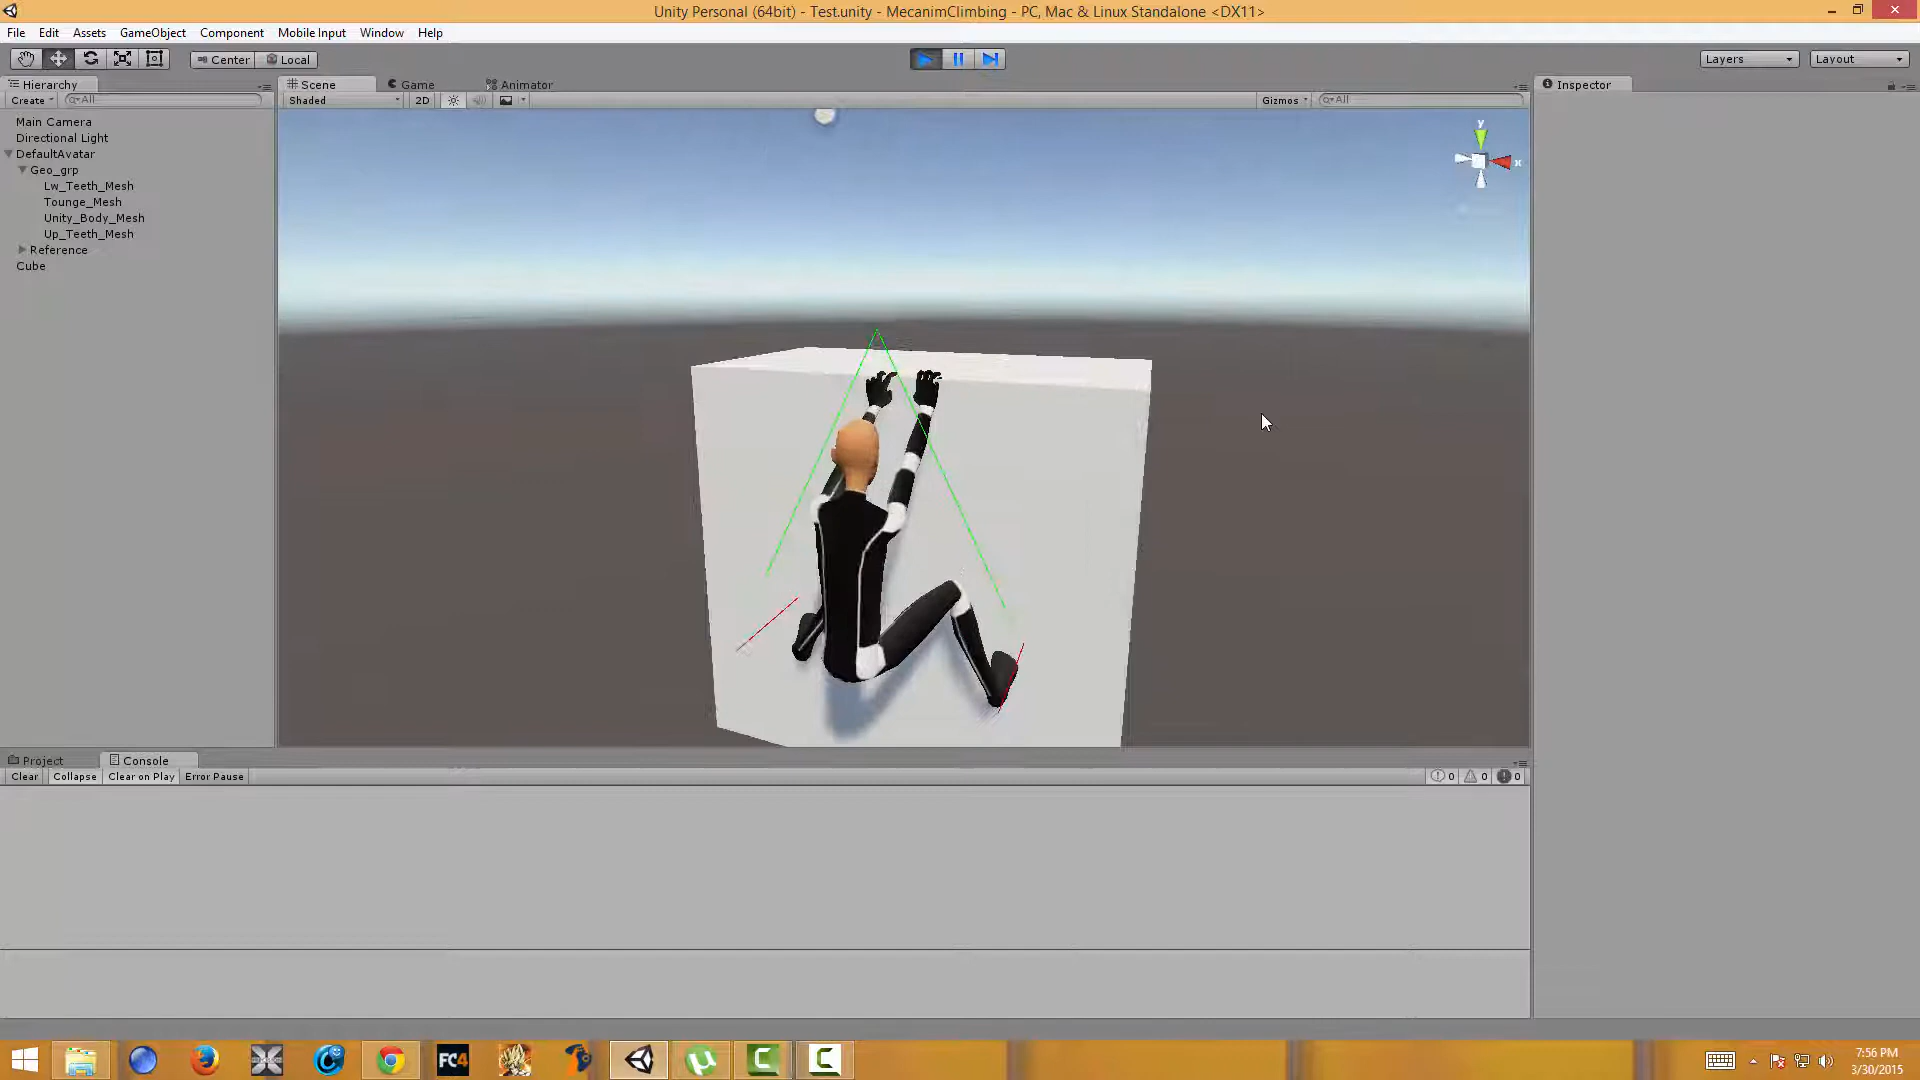 Unity Personal (64bit) - Test.unity - MecanimClimbing - PC, Mac & Linux Standalone <DX11>
File Edit Assets GameObject Component Mobile Input Window Help
Center Local Layers Layout
Hierarchy Scene Game Animator Inspector
Create All Shaded 2D Gizmos All
Main Camera
Directional Light
DefaultAvatar
Geo_grp
Lw_Teeth_Mesh
Tounge_Mesh
Unity_Body_Mesh
Up_Teeth_Mesh
Reference
Cube
y
x
Project Console
Clear Collapse Clear on Play Error Pause 0 0 0
FC4
7:56 PM
3/30/2015